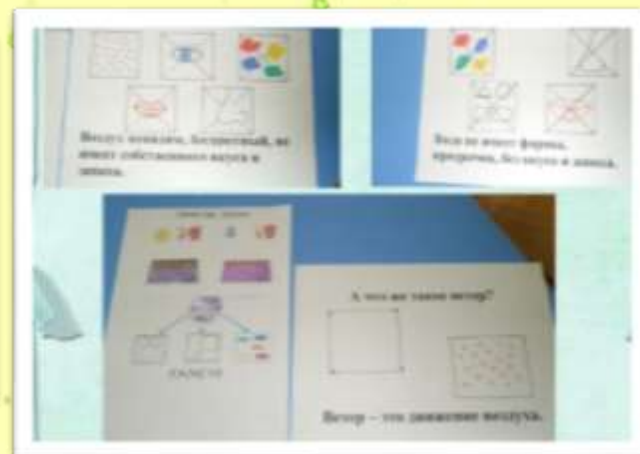 Воздух невидим, бесцветный, не
имеет собственного вкуса и
запаха.
Вода не имеет формы,
прозрачна, без вкуса и запаха.
А что же такое ветер?
Ветер – это движение воздуха.